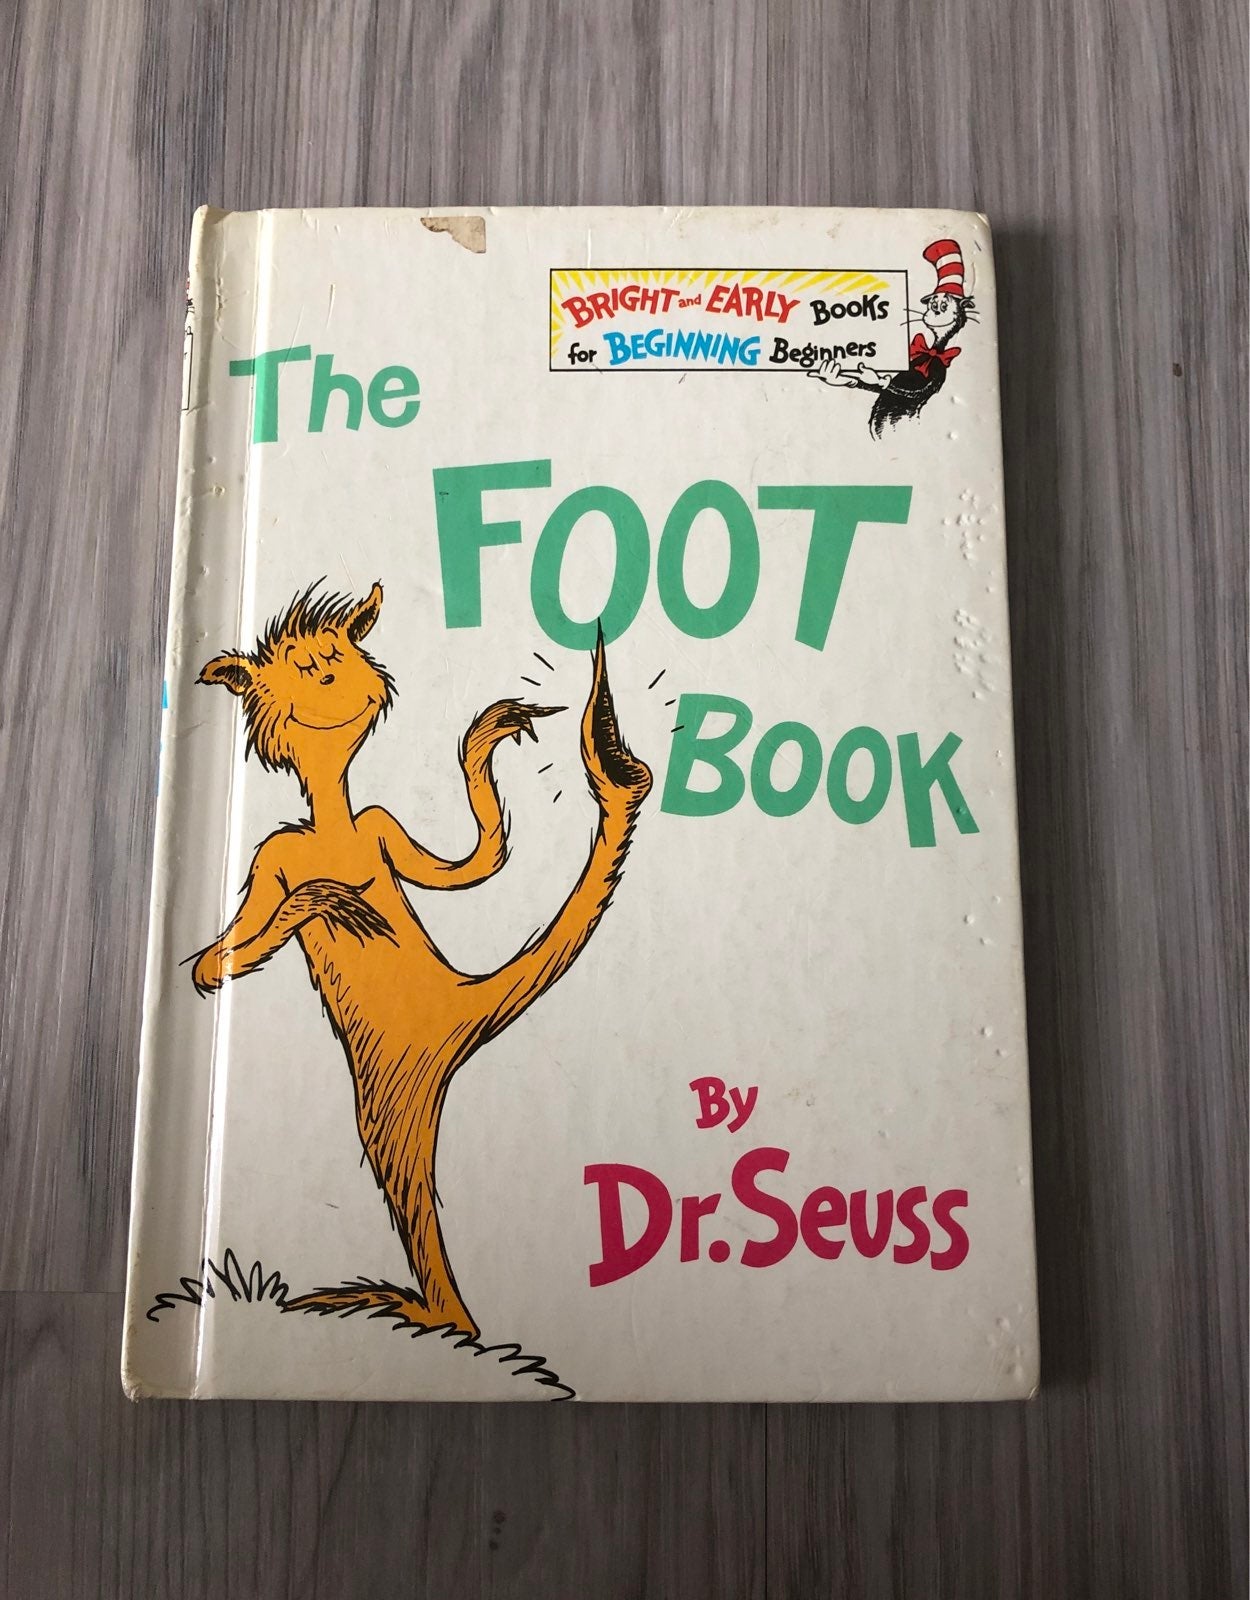 BRIGHT and EARLY Books
for BEGINNING Beginners
The
FOOT
BOOK
By
Dr. Seuss